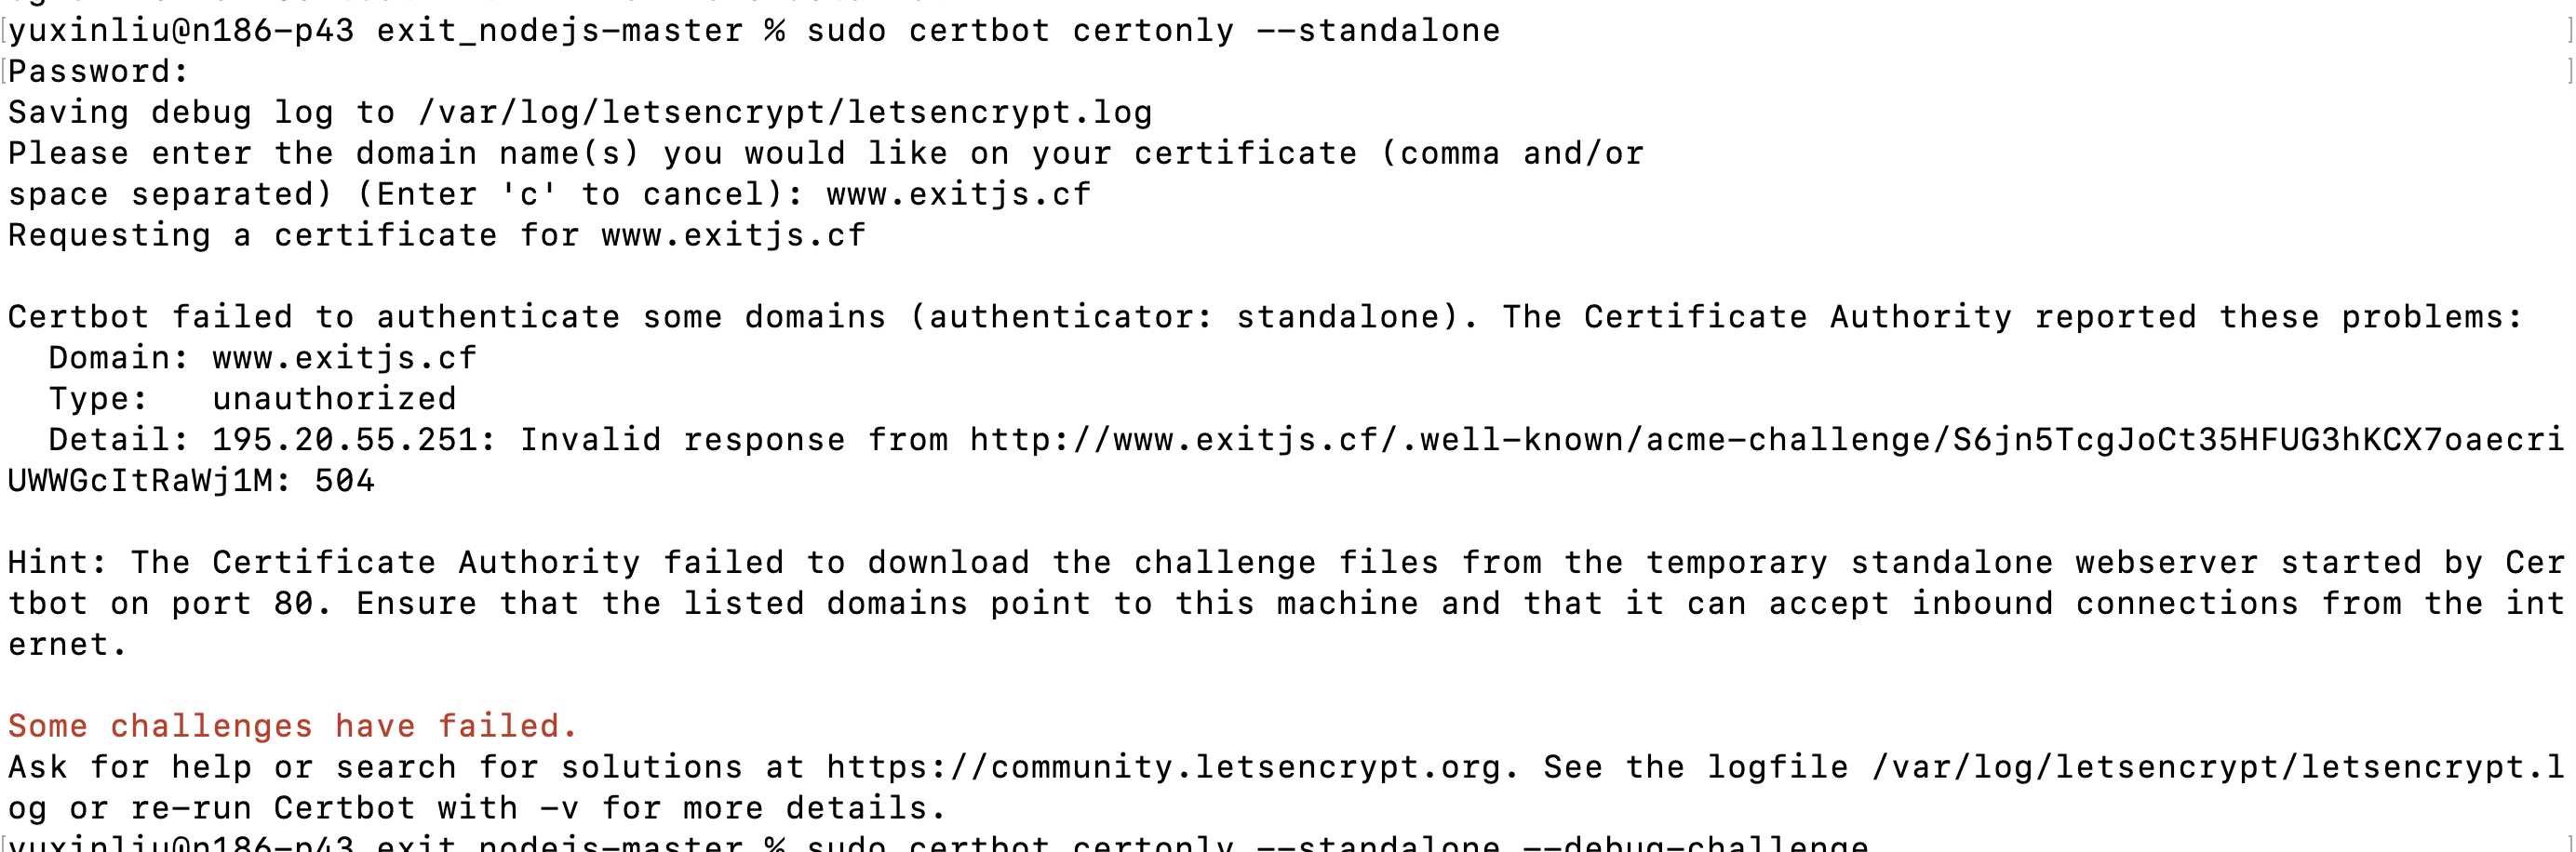 [yuxinliu@n186-p43 exit_nodejs-master % sudo certbot certonly --standalone ]
[Password: ]
Saving debug log to /var/log/letsencrypt/letsencrypt.log
Please enter the domain name(s) you would like on your certificate (comma and/or
space separated) (Enter 'c' to cancel): www.exitjs.cf
Requesting a certificate for www.exitjs.cf
Certbot failed to authenticate some domains (authenticator: standalone). The Certificate Authority reported these problems:
Domain: www.exitjs.cf
Type: unauthorized
Detail: 195.20.55.251: Invalid response from http://www.exitjs.cf/.well-known/acme-challenge/S6jn5TcgJoCt35HFUG3hKCX7oaecri
UWWGcItRaWj1M: 504
Hint: The Certificate Authority failed to download the challenge files from the temporary standalone webserver started by Cer
tbot on port 80. Ensure that the listed domains point to this machine and that it can accept inbound connections from the int
ernet.
Some challenges have failed.
Ask for help or search for solutions at https://community.letsencrypt.org. See the logfile /var/log/letsencrypt/letsencrypt.l
og or re-run Certbot with -v for more details.
[yuxinliu@n186-p43 exit_nodejs-master % sudo certbot certonly --standalone --debug-challenge ]